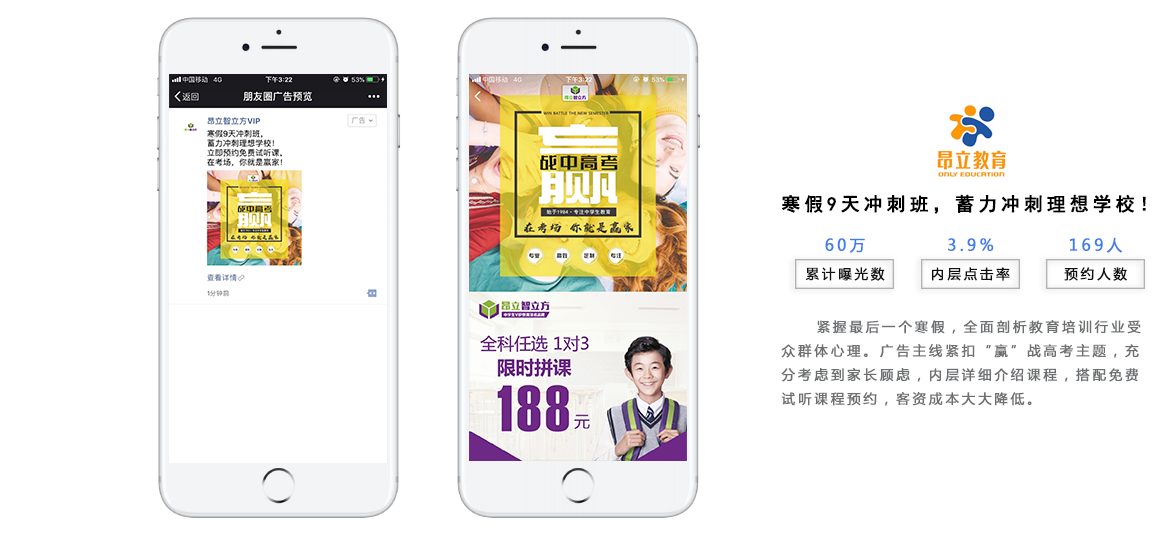 中国移动 4G 下午3:22 53%
返回 朋友圈广告预览
昂立智立方VIP 广告
寒假9天冲刺班，
蓄力冲刺理想学校！
立即预约免费试听课，
在考场，你就是赢家！
战中高考
赢
在考场 你就是赢家
查看详情
1分钟前
中国移动 4G 下午3:22 53%
昂立智立方
WIN BATTLE THE NEW SEMESTER
战中高考
赢
始于1984·专注中学生教育
在考场 你就是赢家
专业 高效 定制 专注
昂立智立方
全科任选 1对3
限时拼课
188元
昂立教育
ONLY EDUCATION
寒假9天冲刺班，蓄力冲刺理想学校！
60万 3.9% 169人
累计曝光数 内层点击率 预约人数
紧握最后一个寒假，全面剖析教育培训行业受
众群体心理。广告主线紧扣“赢”战高考主题，充
分考虑到家长顾虑，内层详细介绍课程，搭配免费
试听课程预约，客资成本大大降低。